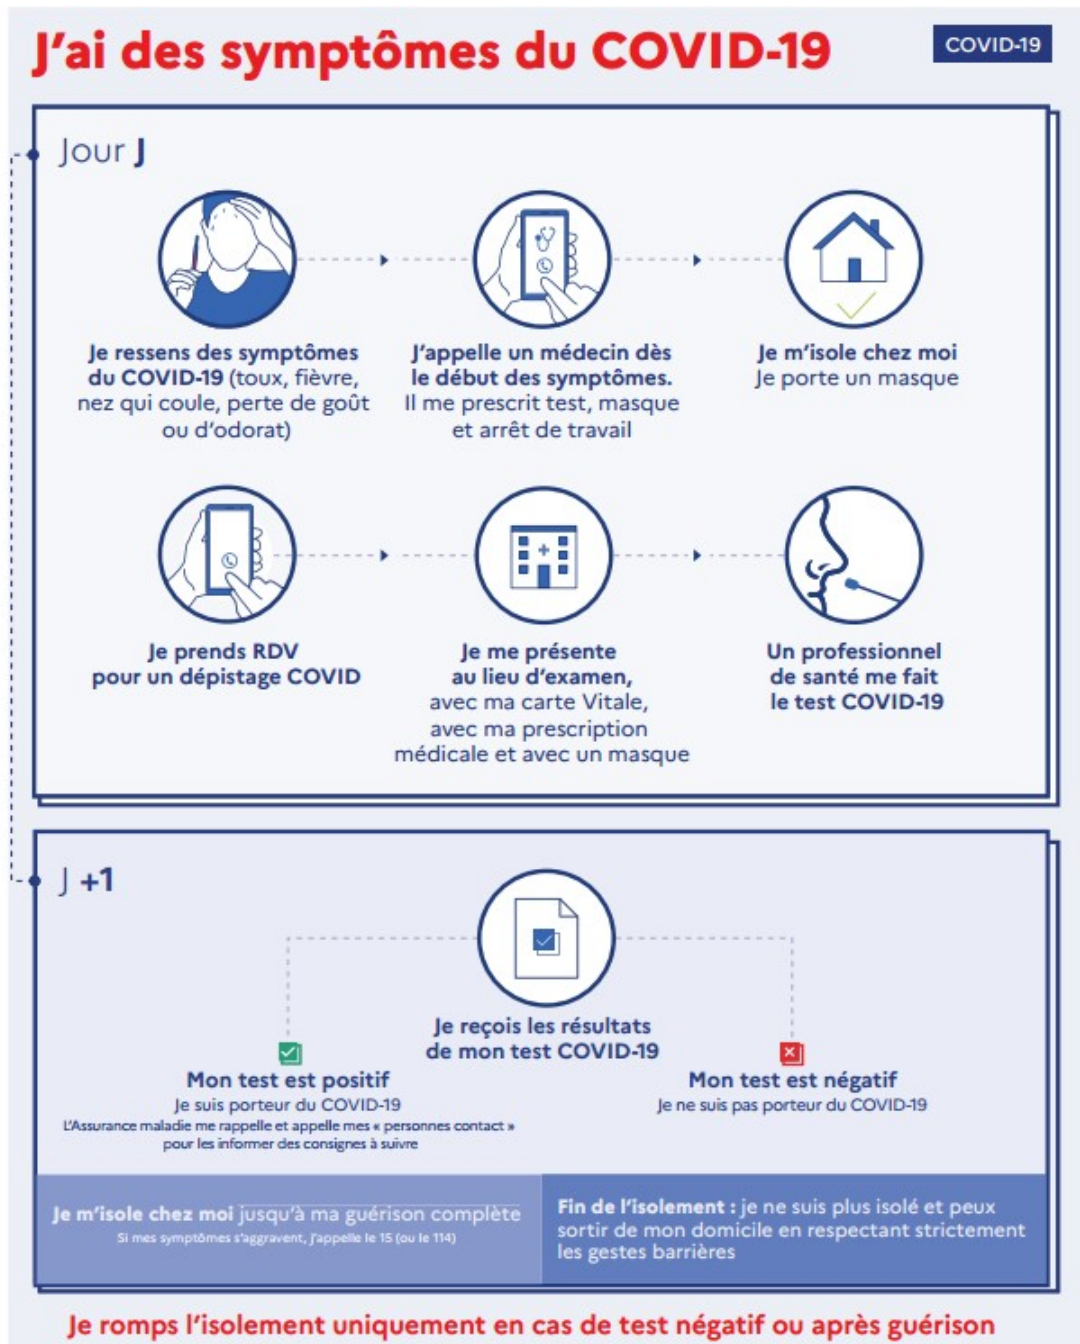 J'ai des symptômes du COVID-19
COVID-19
Jour J
Je ressens des symptômes
du COVID-19 (toux, fièvre,
nez qui coule, perte de goût
ou d'odorat)
J'appelle un médecin dès
le début des symptômes.
Il me prescrit test, masque
et arrêt de travail
Je m'isole chez moi
Je porte un masque
Je prends RDV
pour un dépistage COVID
Je me présente
au lieu d'examen,
avec ma carte Vitale,
avec ma prescription
médicale et avec un masque
Un professionnel
de santé me fait
le test COVID-19
J +1
Je reçois les résultats
de mon test COVID-19
Mon test est positif
Je suis porteur du COVID-19
L'Assurance maladie me rappelle et appelle mes « personnes contact »
pour les informer des consignes à suivre
Mon test est négatif
Je ne suis pas porteur du COVID-19
Je m'isole chez moi jusqu'à ma guérison complète
Si mes symptômes s'aggravent, j'appelle le 15 (ou le 114)
Fin de l'isolement : je ne suis plus isolé et peux
sortir de mon domicile en respectant strictement
les gestes barrières
Je romps l'isolement uniquement en cas de test négatif ou après guérison